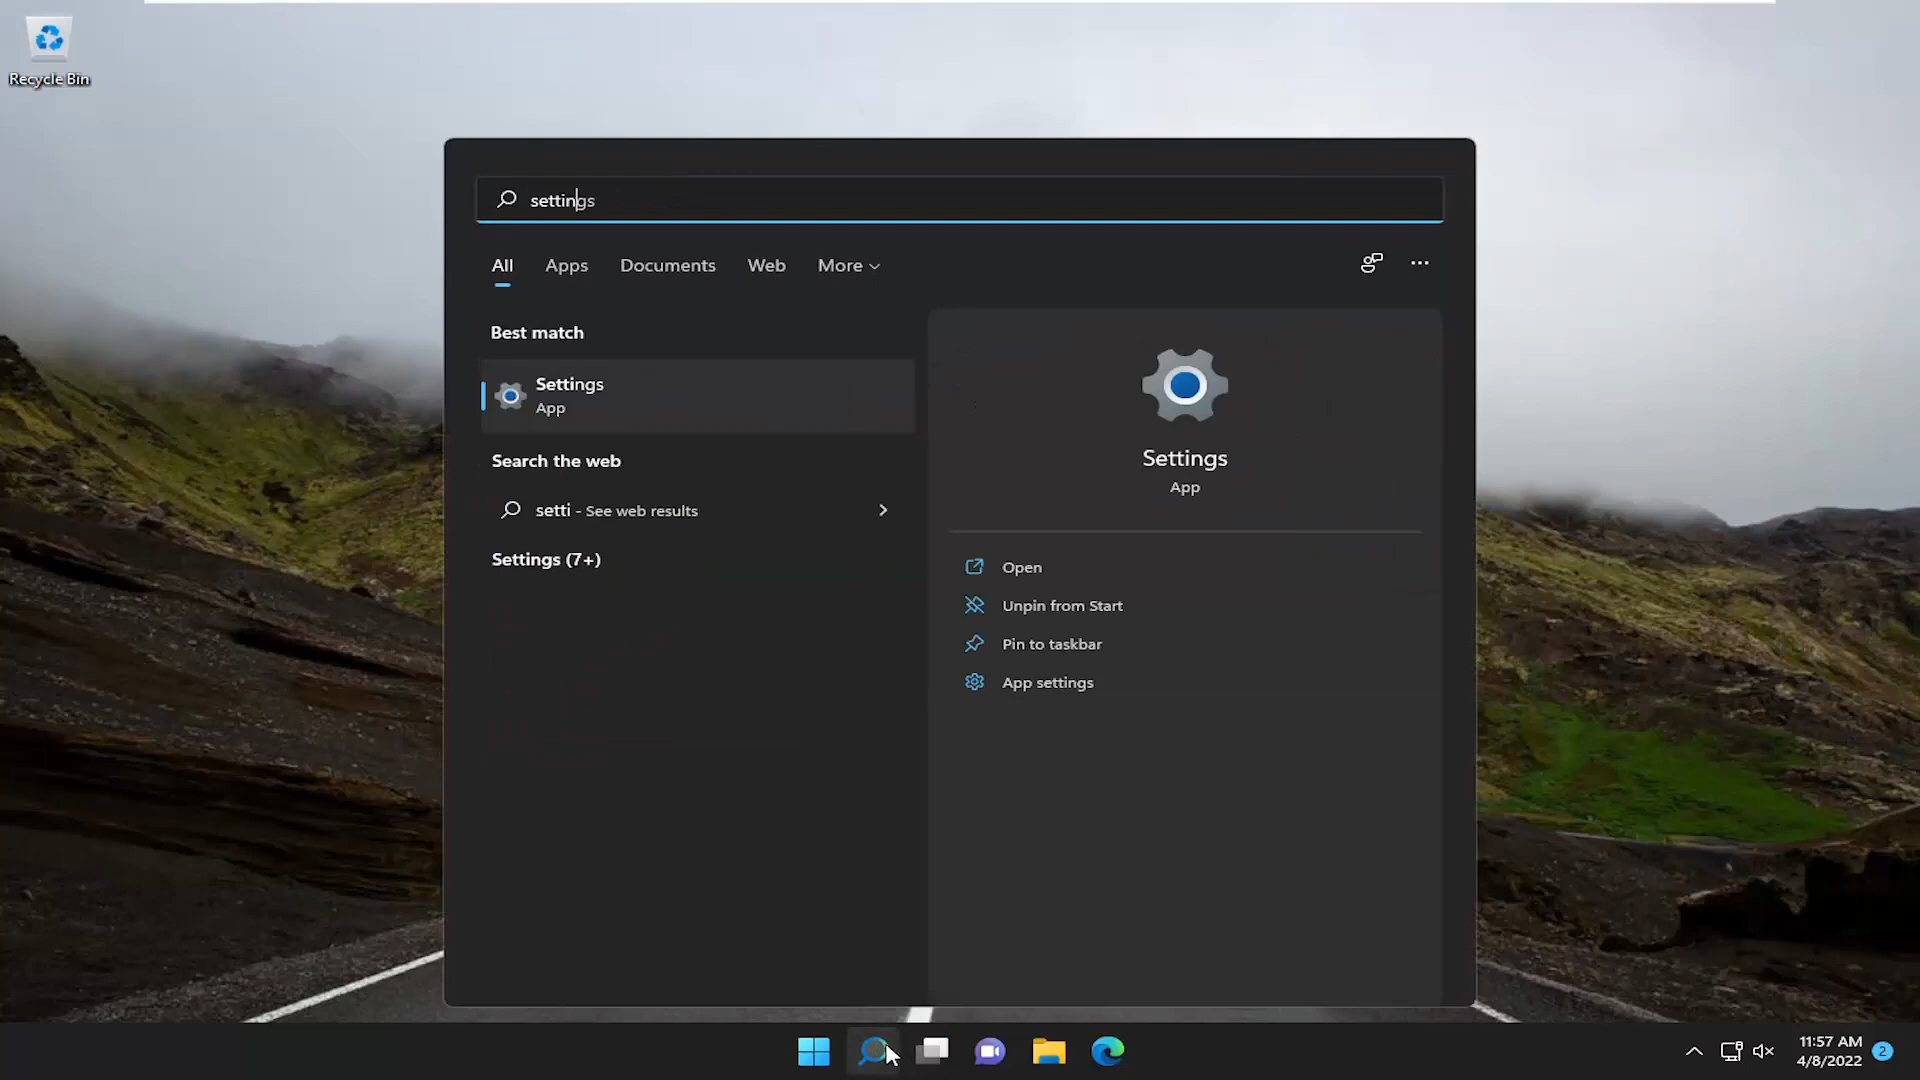 Recycle Bin
settings
All Apps Documents Web More
Best match
Settings
App
Search the web
setti - See web results
Settings (7+)
Settings
App
Open
Unpin from Start
Pin to taskbar
App settings
11:57 AM
4/8/2022
2